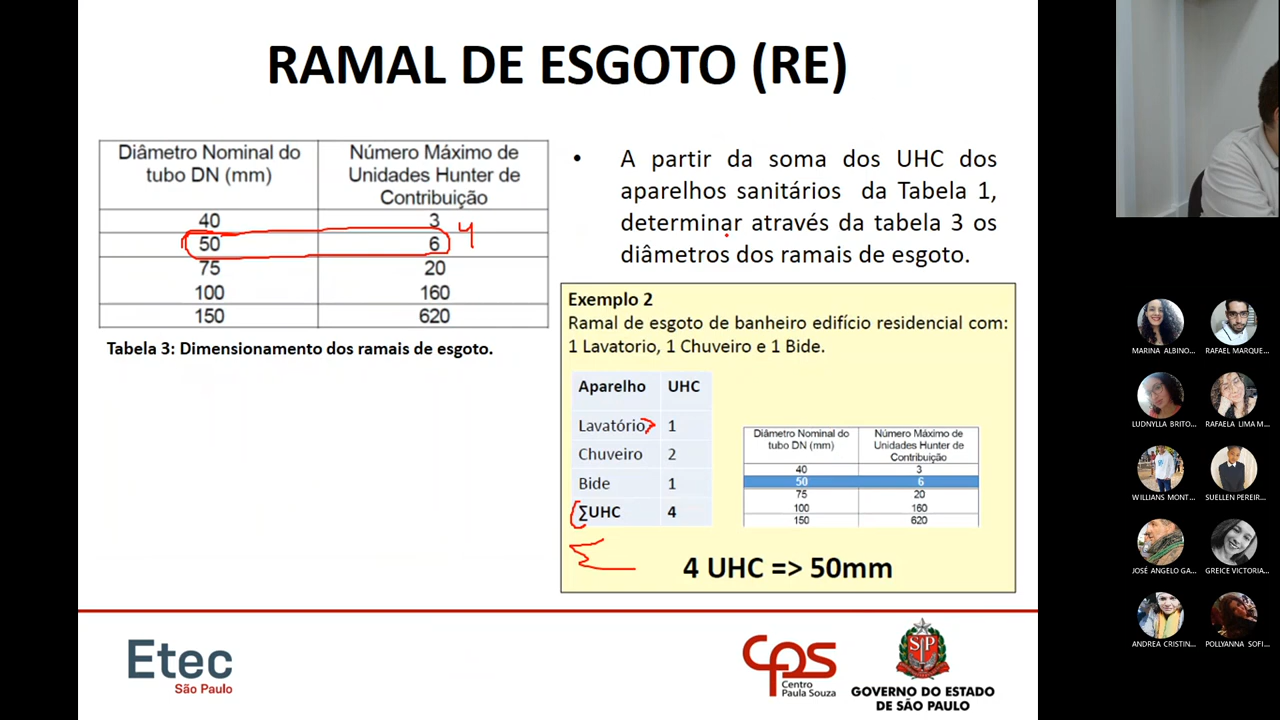 RAMAL DE ESGOTO (RE)
Diâmetro Nominal do tubo DN (mm) Número Máximo de Unidades Hunter de Contribuição
40 3
50 6 4
75 20
100 160
150 620
Tabela 3: Dimensionamento dos ramais de esgoto.
• A partir da soma dos UHC dos
aparelhos sanitários da Tabela 1,
determinar através da tabela 3 os
diâmetros dos ramais de esgoto.
Exemplo 2
Ramal de esgoto de banheiro edifício residencial com:
1 Lavatorio, 1 Chuveiro e 1 Bide.
Aparelho UHC
Lavatório 1
Chuveiro 2
Bide 1
∑UHC 4
∑
Diâmetro Nominal do tubo DN (mm) Número Máximo de Unidades Hunter de Contribuição
40 3
50 6
75 20
100 160
150 620
4 UHC => 50mm
Etec
São Paulo
CPS
Centro
Paula Souza
SP
GOVERNO DO ESTADO
DE SÃO PAULO
MARINA ALBINO...
RAFAEL MARQUE...
LUDNYLLA BRITO...
RAFAELA LIMA M...
WILLIANS MONT...
SUELLEN PEREIR...
JOSÉ ANGELO GA...
GREICE VICTORIA...
ANDREA CRISTIN...
POLLYANNA SOFI...